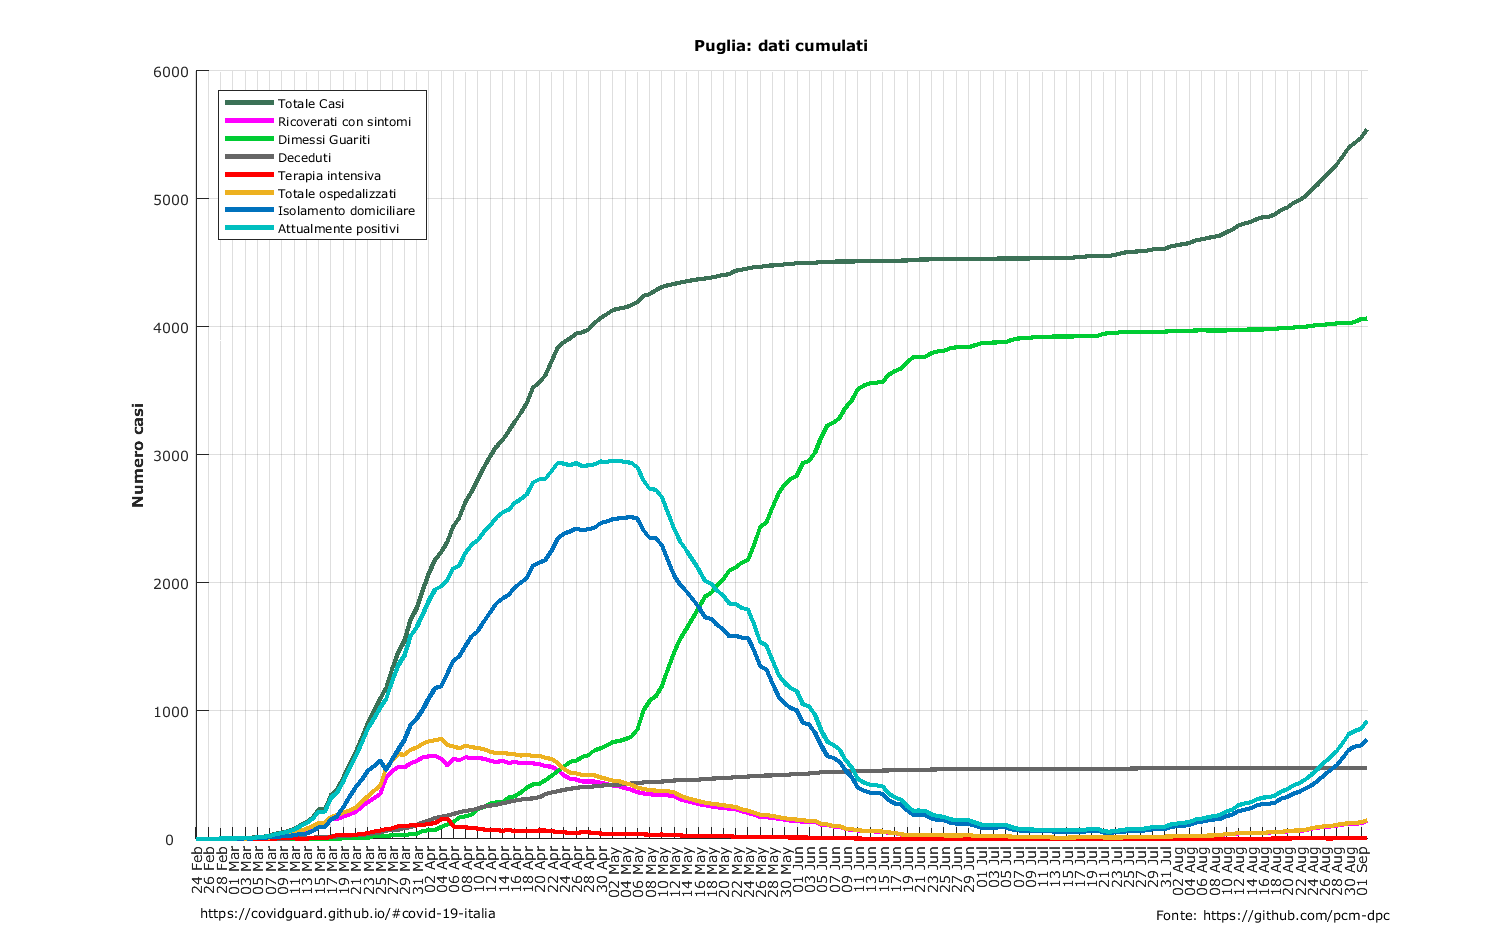 Puglia: dati cumulati
6000
5000
4000
3000
2000
1000
0
Numero casi
Totale Casi
Ricoverati con sintomi
Dimessi Guariti
Deceduti
Terapia intensiva
Totale ospedalizzati
Isolamento domiciliare
Attualmente positivi
24 Feb
26 Feb
28 Feb
01 Mar
03 Mar
05 Mar
07 Mar
09 Mar
11 Mar
13 Mar
15 Mar
17 Mar
19 Mar
21 Mar
23 Mar
25 Mar
27 Mar
29 Mar
31 Mar
02 Apr
04 Apr
06 Apr
08 Apr
10 Apr
12 Apr
14 Apr
16 Apr
18 Apr
20 Apr
22 Apr
24 Apr
26 Apr
28 Apr
30 Apr
02 May
04 May
06 May
08 May
10 May
12 May
14 May
16 May
18 May
20 May
22 May
24 May
26 May
28 May
30 May
01 Jun
03 Jun
05 Jun
07 Jun
09 Jun
11 Jun
13 Jun
15 Jun
17 Jun
19 Jun
21 Jun
23 Jun
25 Jun
27 Jun
29 Jun
01 Jul
03 Jul
05 Jul
07 Jul
09 Jul
11 Jul
13 Jul
15 Jul
17 Jul
19 Jul
21 Jul
23 Jul
25 Jul
27 Jul
29 Jul
31 Jul
02 Aug
04 Aug
06 Aug
08 Aug
10 Aug
12 Aug
14 Aug
16 Aug
18 Aug
20 Aug
22 Aug
24 Aug
26 Aug
28 Aug
30 Aug
01 Sep
https://covidguard.github.io/#covid-19-italia
Fonte: https://github.com/pcm-dpc